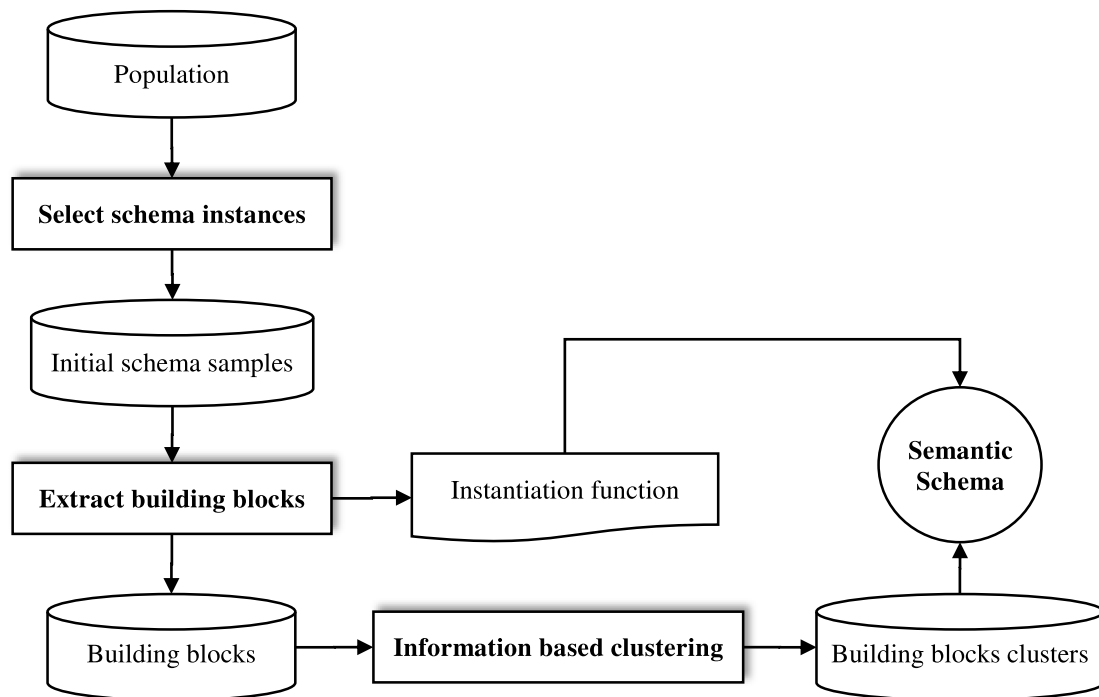 Population
Select schema instances
Initial schema samples
Extract building blocks
Instantiation function
Semantic
Schema
Building blocks
Information based clustering
Building blocks clusters